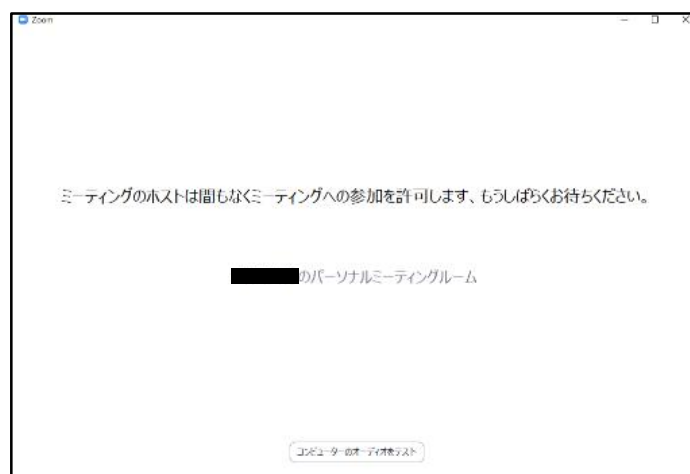 Zoom
ミーティングのホストは間もなくミーティングへの参加を許可します、もうしばらくお待ちください。
のパーソナルミーティングルーム
コンピューターのオーディオをテスト